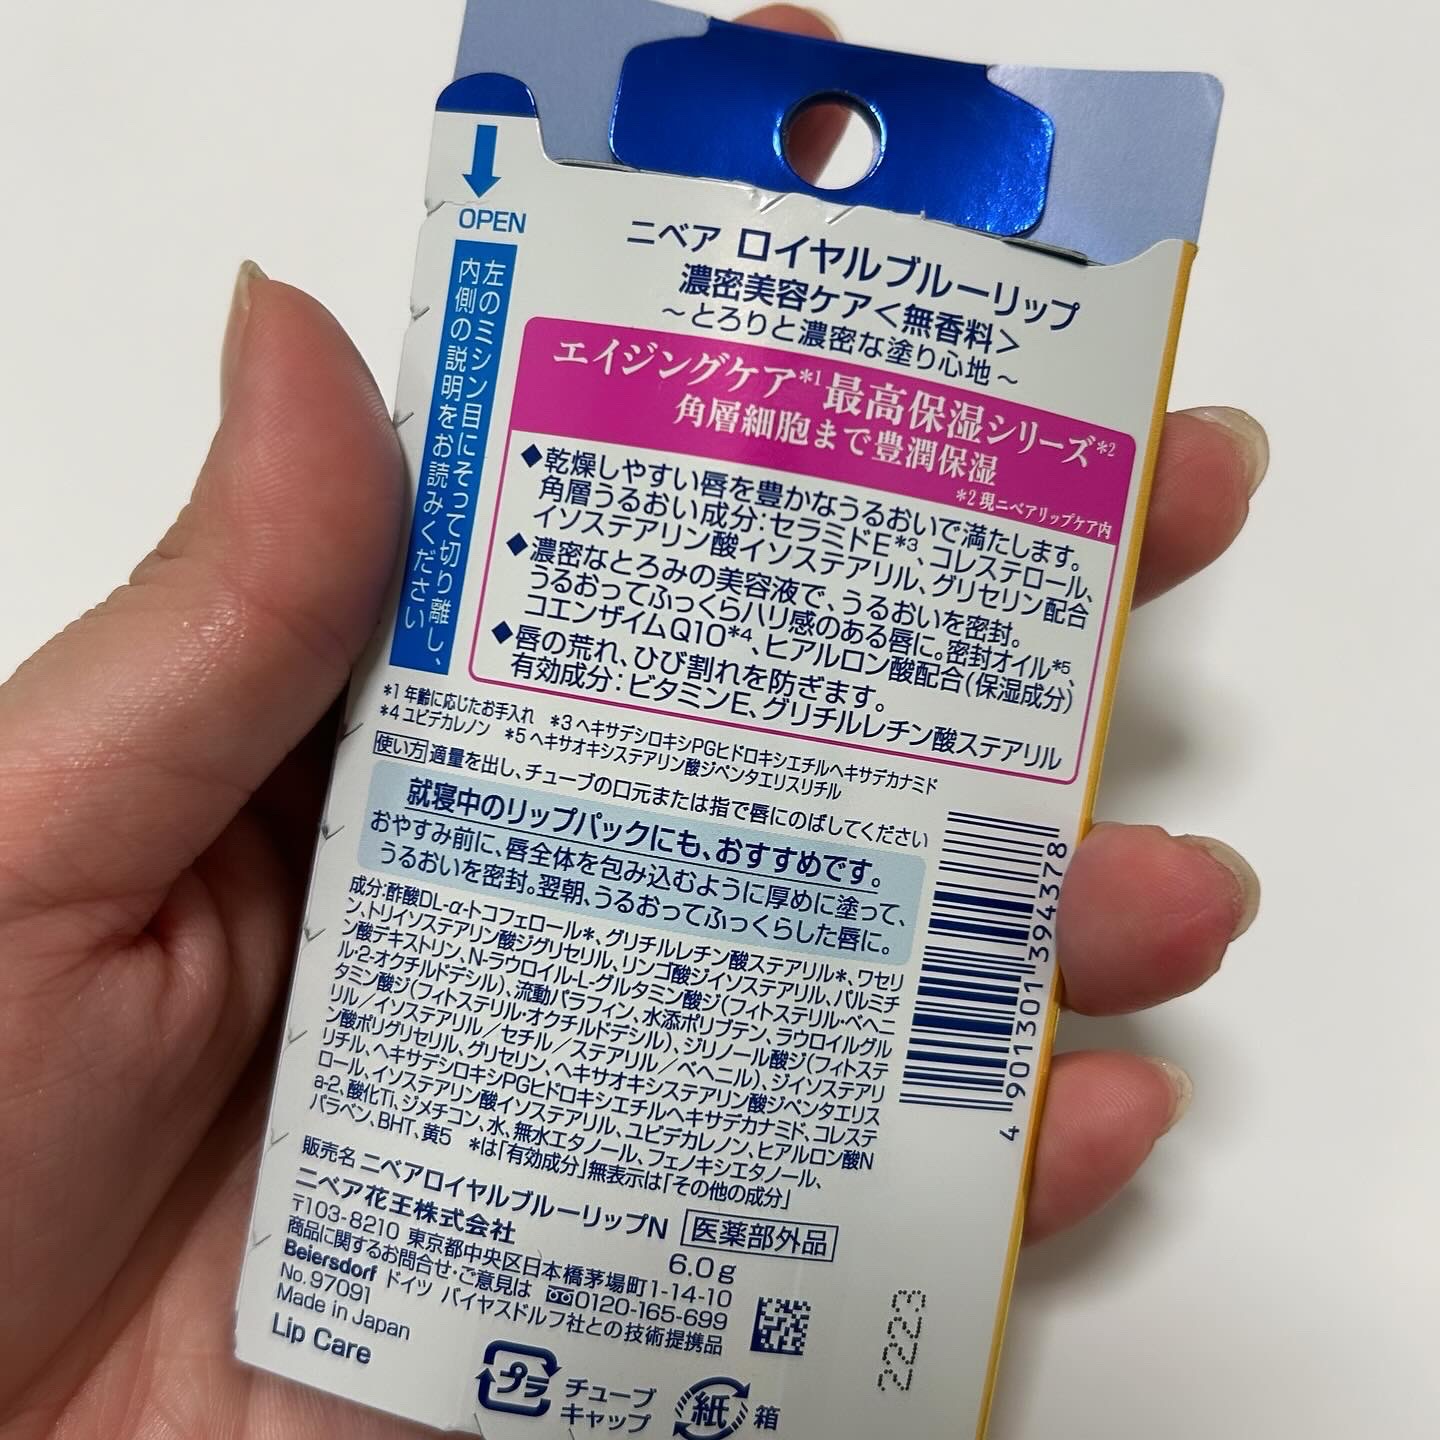 OPEN
左のミシン目にそって切り離し、
内側の説明をお読みください
ニベア ロイヤルブルーリップ
濃密美容ケア＜無香料＞
～とろりと濃密な塗り心地～
エイジングケア*1最高保湿シリーズ*2
角層細胞まで豊潤保湿
*2 現ニベアリップケア内
◆乾燥しやすい唇を豊かなうるおいで満たします。
角層うるおい成分：セラミドE*3、コレステロール、
イソステアリン酸イソステアリル、グリセリン配合
◆濃密なとろみの美容液で、うるおいを密封。
うるおってふっくらハリ感のある唇に。密封オイル*5、
コエンザイムQ10*4、ヒアルロン酸配合(保湿成分)
◆唇の荒れ、ひび割れを防ぎます。
有効成分：ビタミンE、グリチルレチン酸ステアリル
*1 年齢に応じたお手入れ *3 ヘキサデシロキシPGヒドロキシエチルヘキサデカナミド
*4 ユビデカレノン *5 ヘキサオキシステアリン酸ジペンタエリスリチル
使い方 適量を出し、チューブの口元または指で唇にのばしてください
就寝中のリップパックにも、おすすめです。
おやすみ前に、唇全体を包み込むように厚めに塗って、
うるおいを密封。翌朝、うるおってふっくらした唇に。
成分：酢酸DL-α-トコフェロール*、グリチルレチン酸ステアリル*、ワセリ
ン、トリイソステアリン酸ジグリセリル、リンゴ酸ジイソステアリル、パルミチ
ン酸デキストリン、N-ラウロイル-L-グルタミン酸ジ(フィトステリル・ベヘニ
ル・2-オクチルドデシル)、流動パラフィン、水添ポリブテン、ラウロイルグル
タミン酸ジ(フィトステリル・オクチルドデシル)、ジリノール酸ジ(フィトステ
リル／イソステアリル／セチル／ステアリル／ベヘニル)、ジイソステアリ
ン酸ポリグリセリル、グリセリン、ヘキサオキシステアリン酸ジペンタエリス
リチル、ヘキサデシロキシPGヒドロキシエチルヘキサデカナミド、コレステ
ロール、イソステアリン酸イソステアリル、ユビデカレノン、ヒアルロン酸N
a-2、酸化Ti、ジメチコン、水、無水エタノール、フェノキシエタノール、
パラベン、BHT、黄5 *は「有効成分」無表示は「その他の成分」
販売名 ニベアロイヤルブルーリップN 医薬部外品
ニベア花王株式会社 6.0g
〒103-8210 東京都中央区日本橋茅場町1-14-10
商品に関するお問合せ・ご意見は 0120-165-699
Beiersdorf ドイツ バイヤスドルフ社との技術提携品
No. 97091
Made in Japan
Lip Care
プラ チューブ
キャップ
紙 箱
4 901301 394378
2223